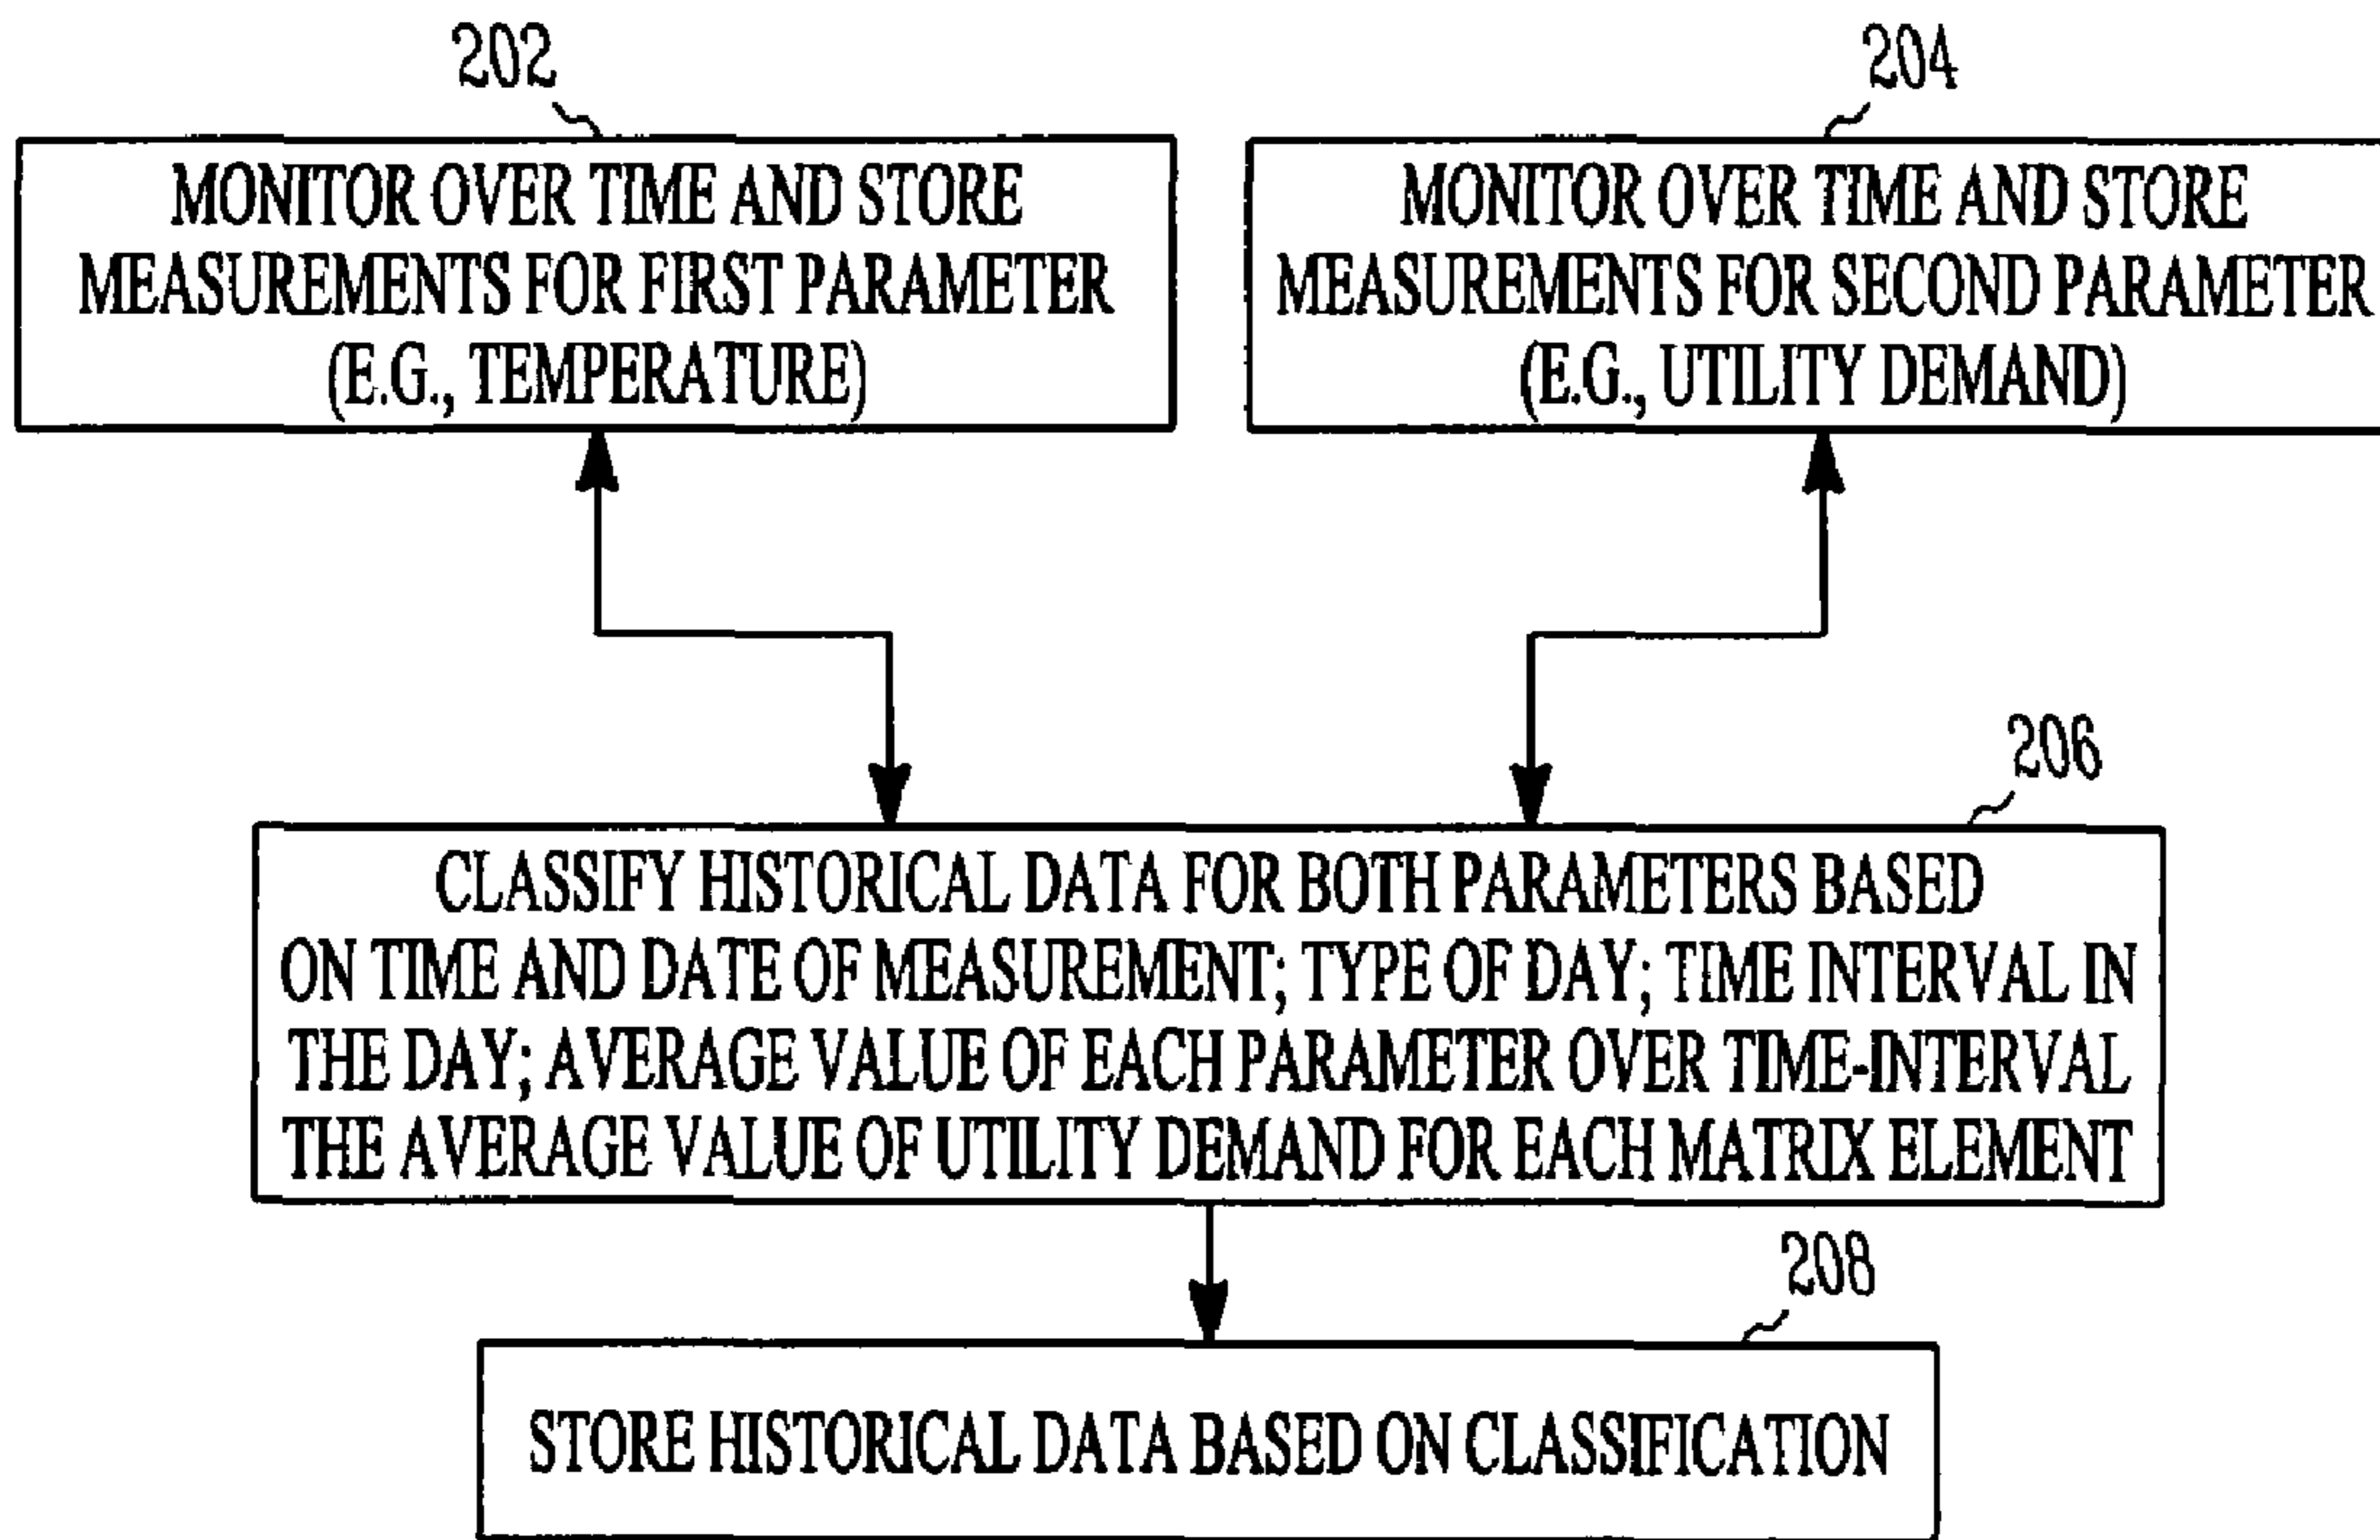 202
MONITOR OVER TIME AND STORE
MEASUREMENTS FOR FIRST PARAMETER
(E.G., TEMPERATURE)
204
MONITOR OVER TIME AND STORE
MEASUREMENTS FOR SECOND PARAMETER
(E.G., UTILITY DEMAND)
206
CLASSIFY HISTORICAL DATA FOR BOTH PARAMETERS BASED
ON TIME AND DATE OF MEASUREMENT; TYPE OF DAY; TIME INTERVAL IN
THE DAY; AVERAGE VALUE OF EACH PARAMETER OVER TIME-INTERVAL
THE AVERAGE VALUE OF UTILITY DEMAND FOR EACH MATRIX ELEMENT
208
STORE HISTORICAL DATA BASED ON CLASSIFICATION